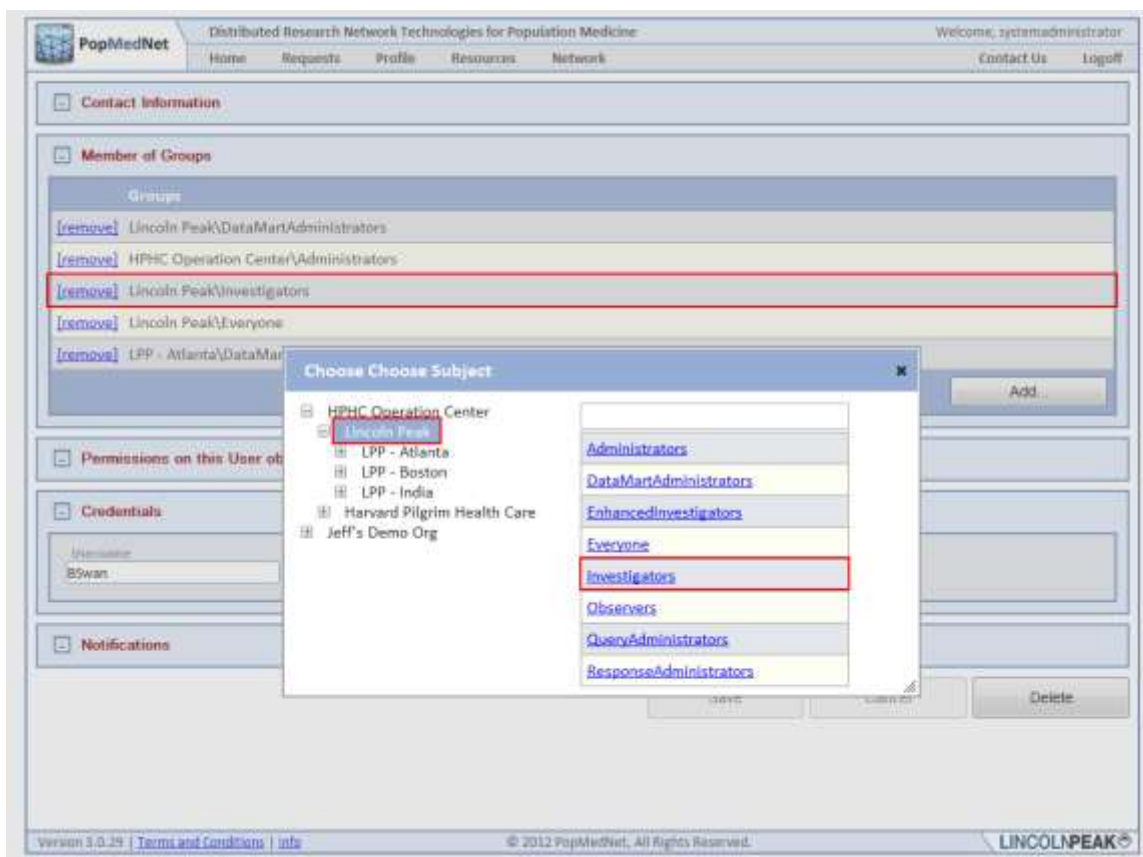 PopMedNet
Distributed Research Network Technologies for Population Medicine
Welcome, systemadministrator
Home Requests Profile Resources Network Contact Us Logoff
Contact Information
Member of Groups
Groups
[remove] Lincoln Peak\DataMartAdministrators
[remove] HPHC Operation Center\Administrators
[remove] Lincoln Peak\Investigators
[remove] Lincoln Peak\Everyone
[remove] LPP - Atlanta\DataMar
Add...
Choose Choose Subject
HPHC Operation Center
Lincoln Peak
LPP - Atlanta
LPP - Boston
LPP - India
Harvard Pilgrim Health Care
Jeff's Demo Org
Administrators
DataMartAdministrators
EnhancedInvestigators
Everyone
Investigators
Observers
QueryAdministrators
ResponseAdministrators
Permissions on this User ob
Credentials
Username
BSwan
Notifications
Save Cancel Delete
Version 3.0.29 | Terms and Conditions | info
© 2012 PopMedNet, All Rights Reserved.
LINCOLNPEAK